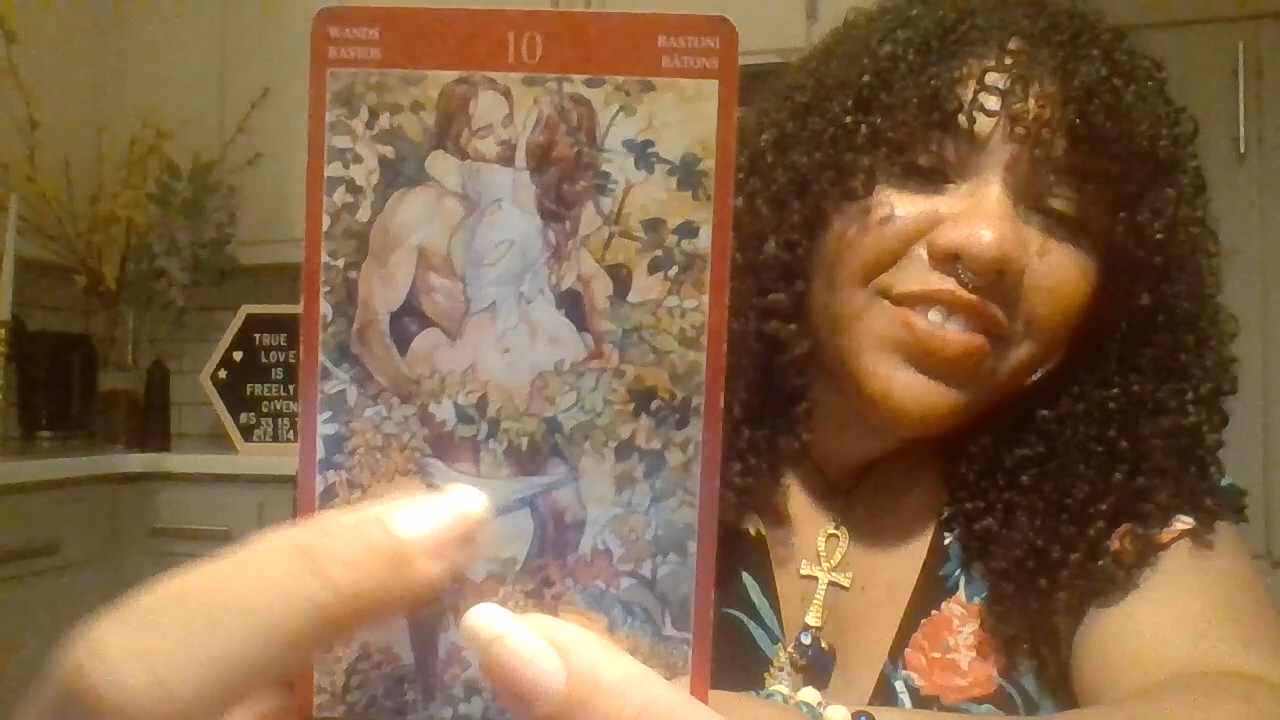 WANDS
BASTOS
10
BASTONI
BÂTONS
TRUE
LOVE
IS
FREELY
GIVEN